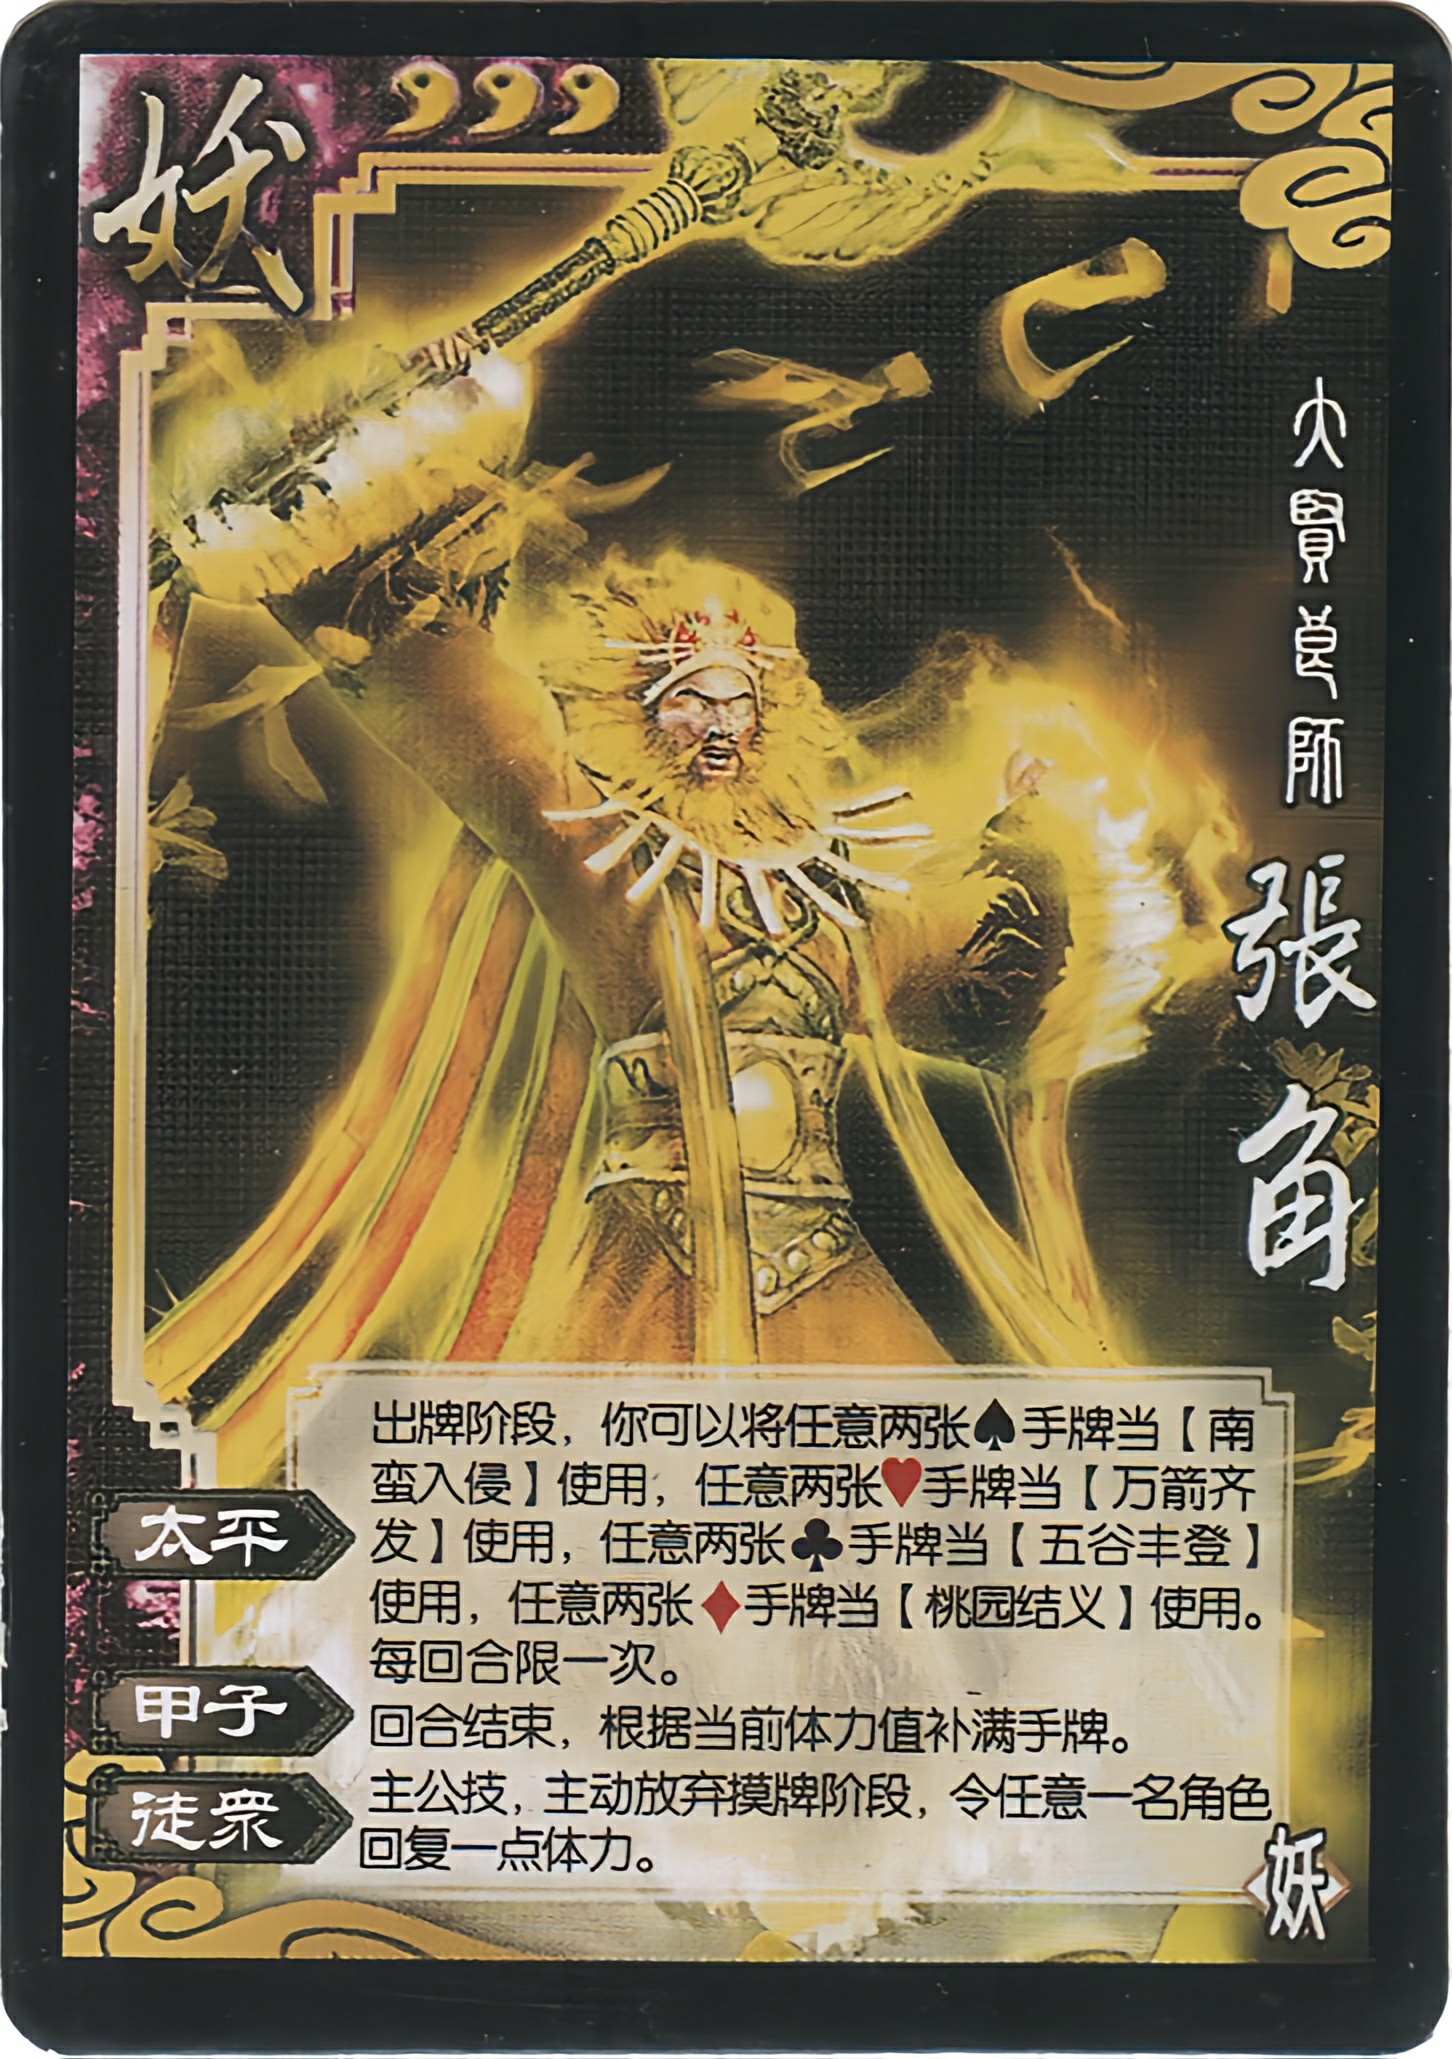 妖
大賢良師
張角
出牌阶段，你可以将任意两张♠手牌当【南
蛮入侵】使用，任意两张♥手牌当【万箭齐
发】使用，任意两张♣手牌当【五谷丰登】
使用，任意两张♦手牌当【桃园结义】使用。
每回合限一次。
太平
甲子
回合结束，根据当前体力值补满手牌。
徒眾
主公技，主动放弃摸牌阶段，令任意一名角色
回复一点体力。
妖